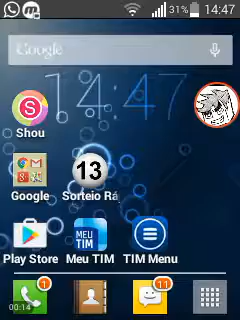 31% 14:47
Google
14:47
S
Shou
13
Google Sorteio Rá
MEU
TIM
Play Store Meu TIM TIM Menu
1 11
00:14